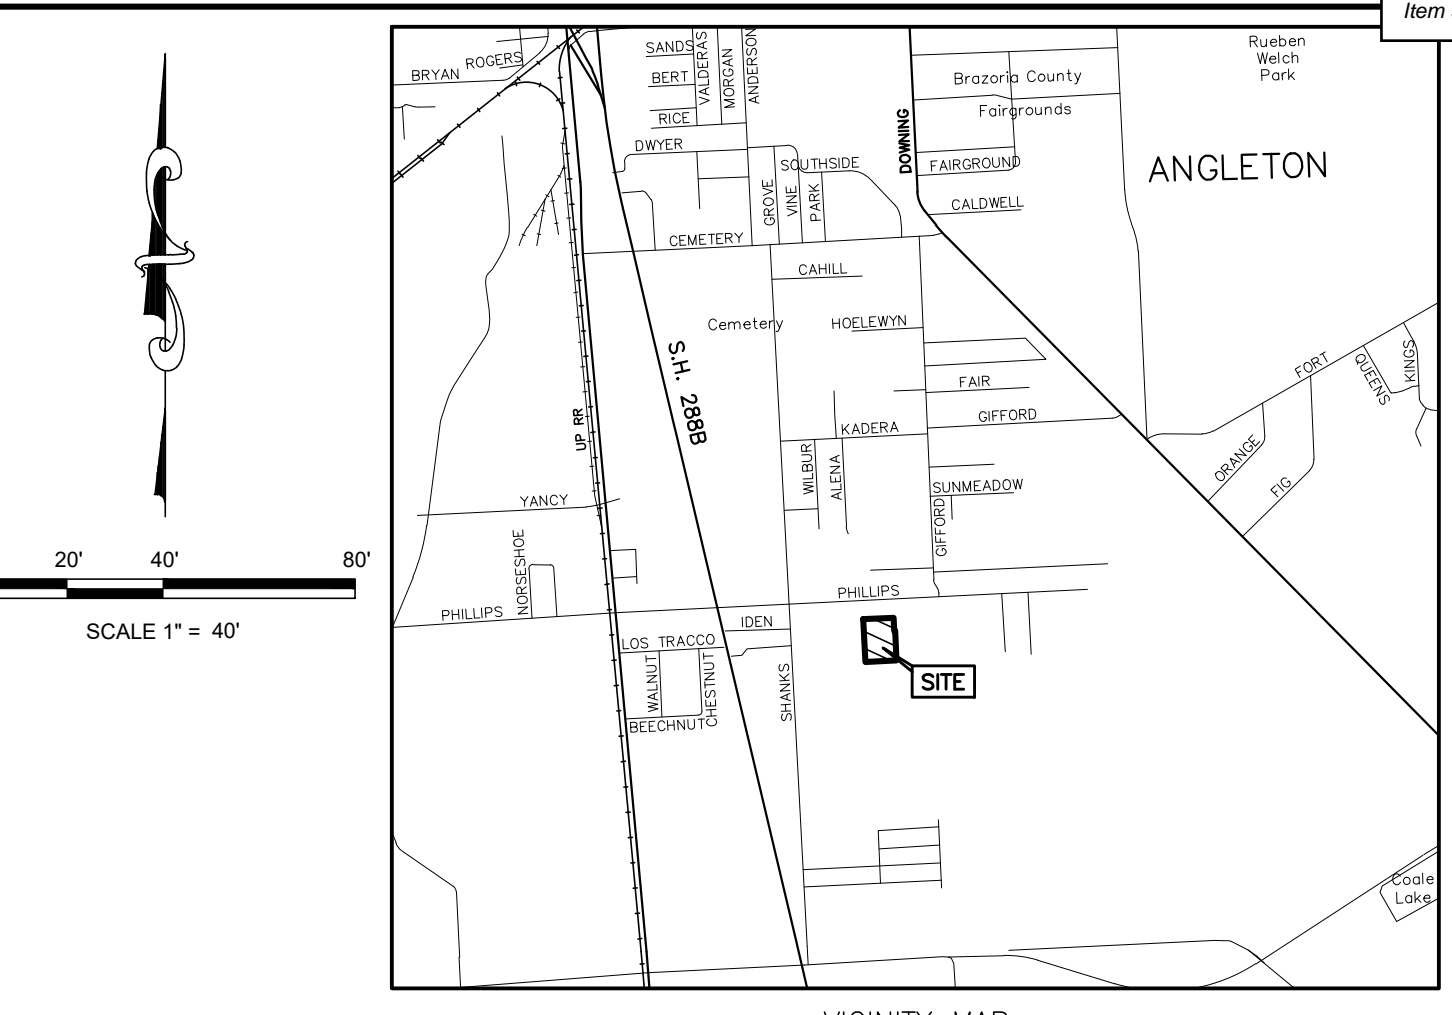 Item
20'
40'
80'
SCALE 1" = 40'
BRYAN
ROGERS
SANDS
BERT
RICE
VALDERAS
MORGAN
ANDERSON
DWYER
SOUTHSIDE
GROVE
VINE
PARK
CEMETERY
DOWNING
Brazoria County
Fairgrounds
FAIRGROUND
CALDWELL
Rueben
Welch
Park
ANGLETON
CAHILL
Cemetery
HOELEWYN
S.H. 288B
UP RR
FAIR
GIFFORD
KADERA
WILBUR
ALENA
SUNMEADOW
GIFFORD
FORT
QUEENS
KINGS
ORANGE
FIG
YANCY
NORSESHOE
PHILLIPS
PHILLIPS
IDEN
LOS TRACCO
WALNUT
CHESTNUT
BEECHNUT
SHANKS
SITE
Coale
Lake
VICINITY MAP